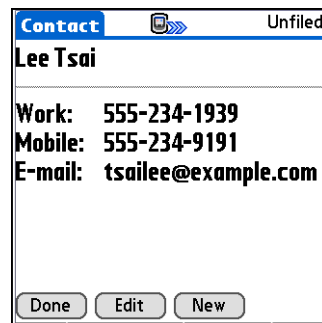 Contact Unfiled
Lee Tsai
Work: 555-234-1939
Mobile: 555-234-9191
E-mail: tsailee@example.com
Done Edit New